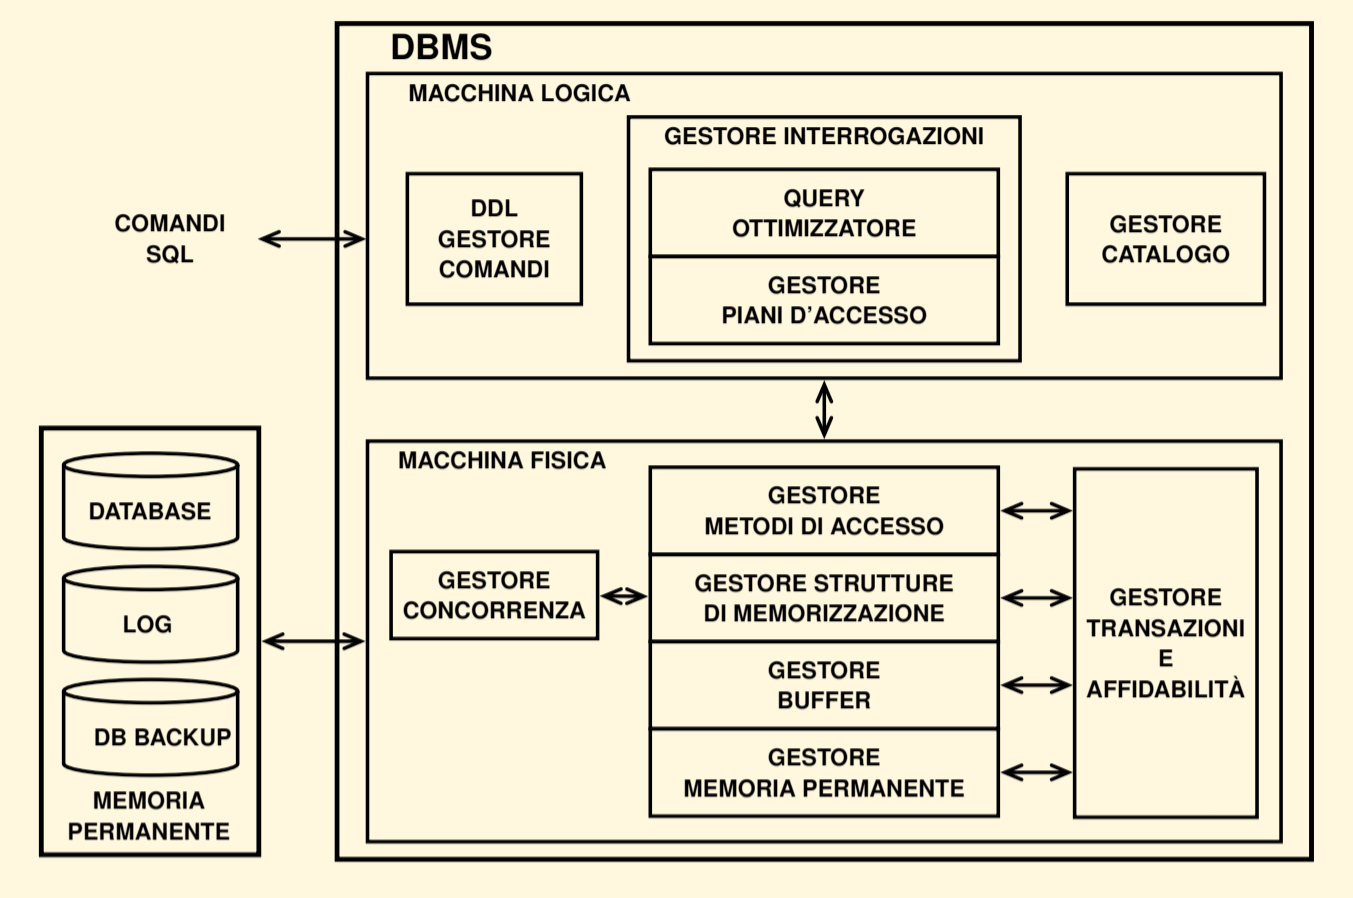 DBMS
MACCHINA LOGICA
GESTORE INTERROGAZIONI
DDL
GESTORE
COMANDI
QUERY
OTTIMIZZATORE
GESTORE
PIANI D’ACCESSO
GESTORE
CATALOGO
COMANDI
SQL
MACCHINA FISICA
GESTORE
METODI DI ACCESSO
GESTORE STRUTTURE
DI MEMORIZZAZIONE
GESTORE
BUFFER
GESTORE
MEMORIA PERMANENTE
GESTORE
CONCORRENZA
GESTORE
TRANSAZIONI
E
AFFIDABILITÀ
DATABASE
LOG
DB BACKUP
MEMORIA
PERMANENTE